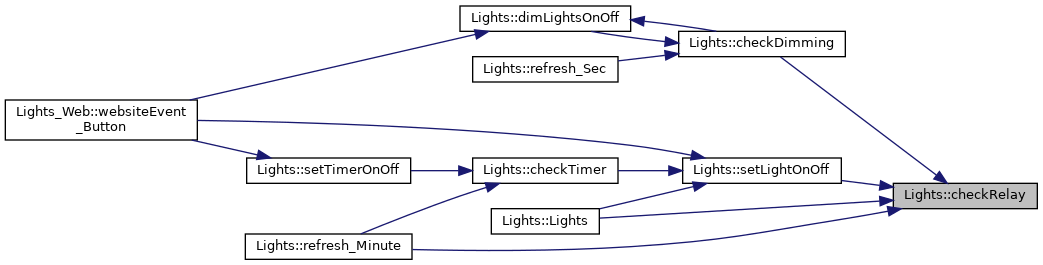 Lights::dimLightsOnOff
Lights::checkDimming
Lights::refresh_Sec
Lights_Web::websiteEvent
_Button
Lights::setTimerOnOff
Lights::checkTimer
Lights::setLightOnOff
Lights::checkRelay
Lights::Lights
Lights::refresh_Minute